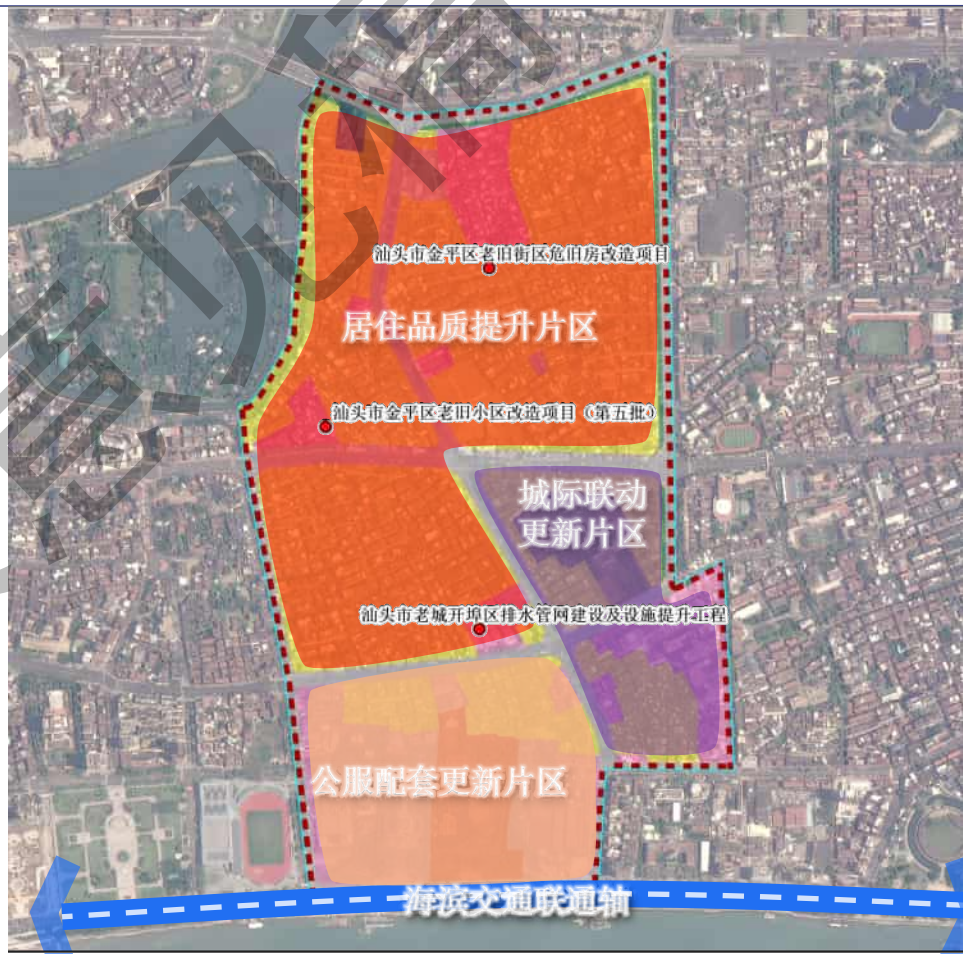 汕头市金平区老旧街区危旧房改造项目
居住品质提升片区
汕头市金平区老旧小区改造项目（第五批）
城际联动
更新片区
汕头市老城开埠区排水管网建设及设施提升工程
公服配套更新片区
海滨交通联通轴
意见稿